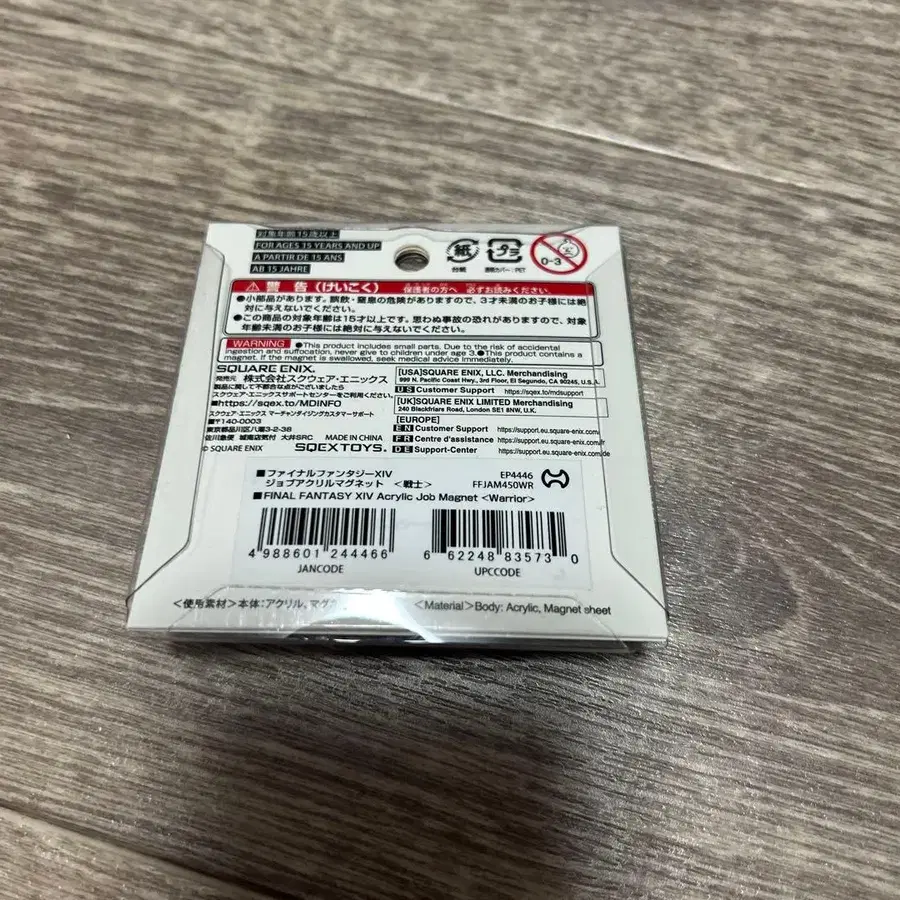 対象年齢15歳以上
FOR AGES 15 YEARS AND UP
A PARTIR DE 15 ANS
AB 15 JAHRE
紙
台紙
プラ
透明カバー:PET
0-3
警告(けいこく) 保護者の方へ 必ずお読みください。
●小部品があります。誤飲・窒息の危険がありますので、3才未満のお子様には絶
対に与えないでください。
●この商品の対象年齢は15才以上です。思わぬ事故の恐れがありますので、対象
年齢未満のお子様には絶対に与えないでください。
WARNING ●This product includes small parts. Due to the risk of accidental
ingestion and suffocation, never give to children under age 3.●This product contains a
magnet. If the magnet is swallowed, seek medical advice immediately.
SQUARE ENIX.
発売元 株式会社スクウェア・エニックス
製品に関して不都合な点がございましたら
スクウェア・エニックスサポートセンターにご連絡ください。
■https://sqex.to/MDINFO
スクウェア・エニックス マーチャンダイジングカスタマーサポート
■〒140-0003
東京都品川区八潮3-2-38
佐川急便 城南店気付 大井SRC MADE IN CHINA
© SQUARE ENIX SQEX TOYS.
[USA]SQUARE ENIX, LLC. Merchandising
999 N. Pacific Coast Hwy., 3rd Floor, El Segundo, CA 90245, U.S.A.
US Customer Support https://sqex.to/mdsupport
[UK]SQUARE ENIX LIMITED Merchandising
240 Blackfriars Road, London SE1 8NW, U.K.
[EUROPE]
EN Customer Support https://support.eu.square-enix.com/
FR Centre d'assistance https://support.eu.square-enix.com/fr
DE Support-Center https://support.eu.square-enix.com/de
■ファイナルファンタジーXIV
ジョブアクリルマグネット <戦士>
EP4446
FFJAM450WR
■FINAL FANTASY XIV Acrylic Job Magnet <Warrior>
4 988601 244466
JANCODE
6 62248 83573 0
UPCCODE
<使用素材>本体:アクリル、マグ
<Material>Body: Acrylic, Magnet sheet